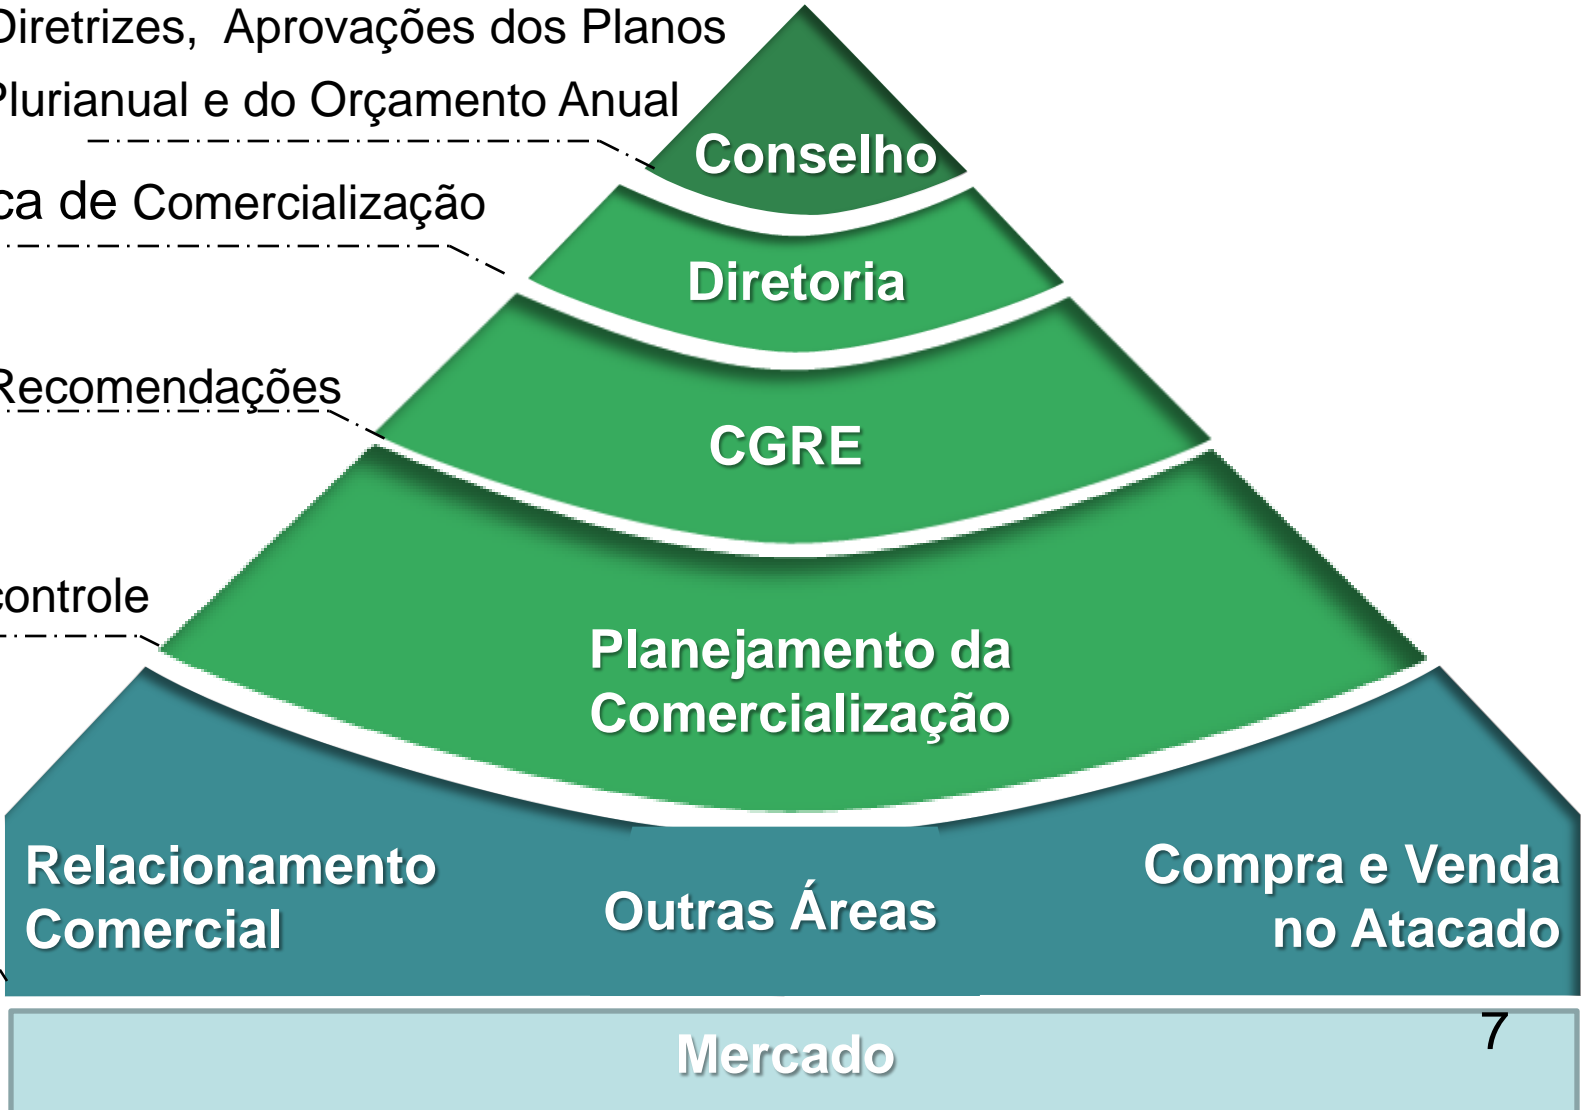 Diretrizes, Aprovações dos Planos
Plurianual e do Orçamento Anual
Conselho
de Comercialização
Diretoria
Recomendações
CGRE
controle
Planejamento da
Comercialização
Relacionamento
Comercial
Outras Áreas
Compra e Venda
no Atacado
7
Mercado